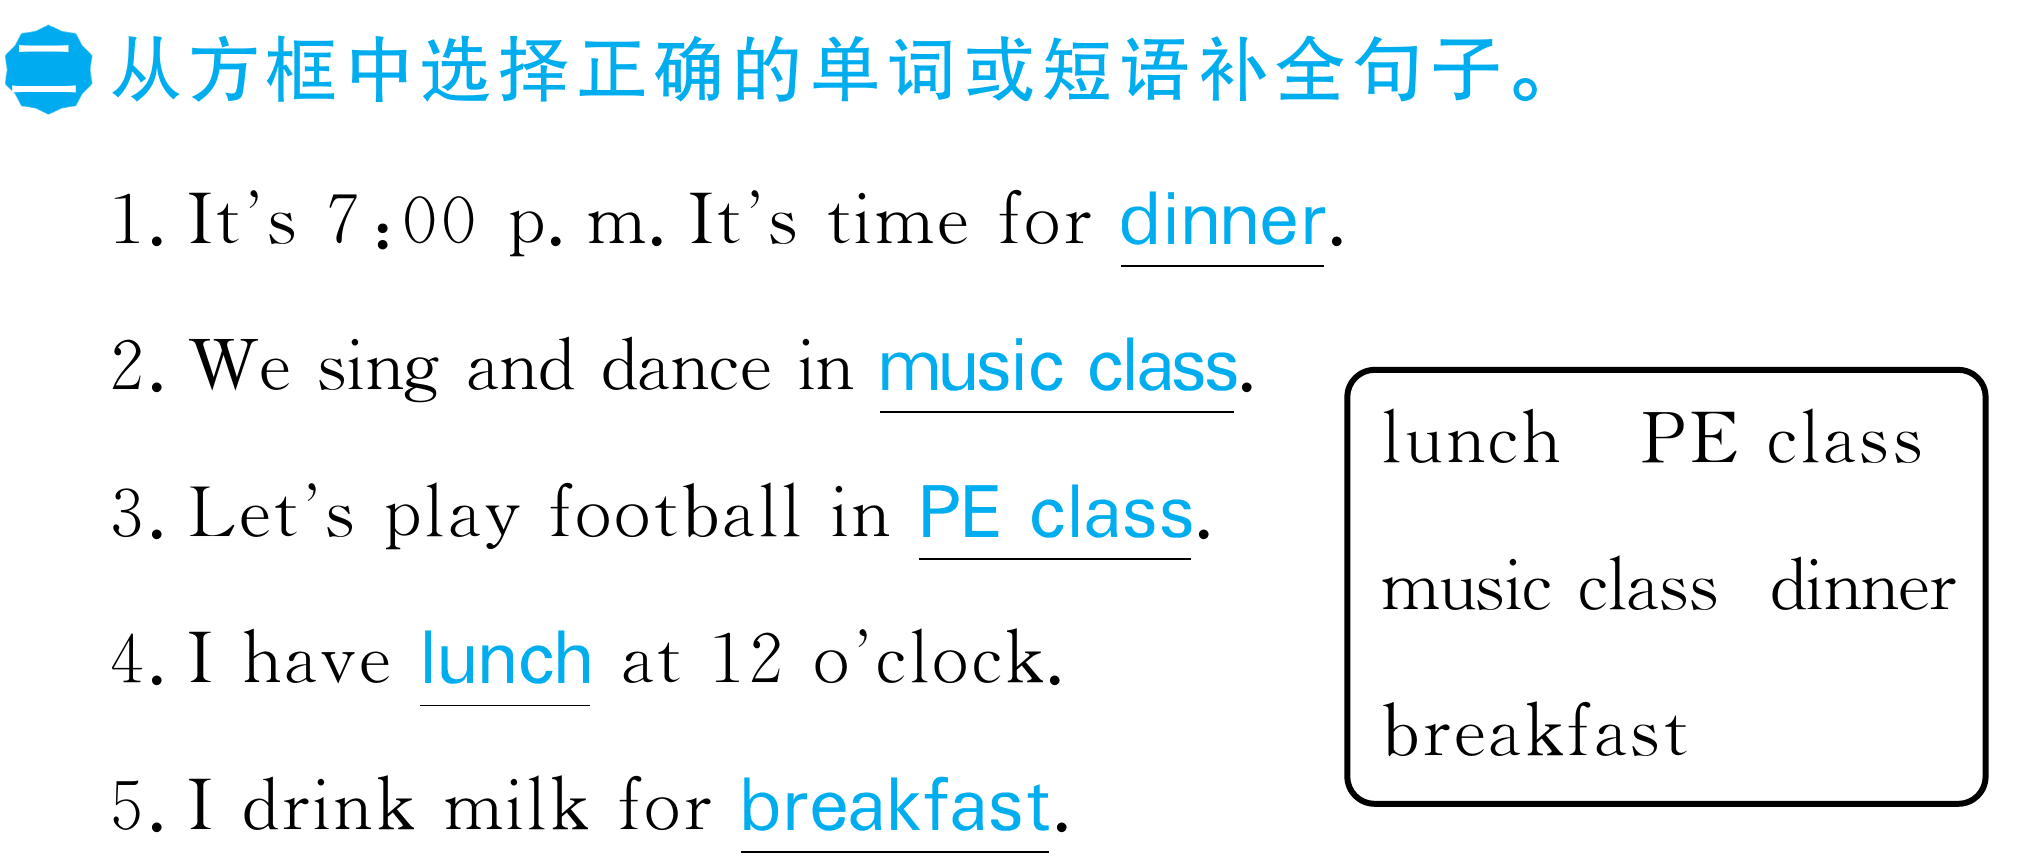 二 从方框中选择正确的单词或短语补全句子。
1. It's 7:00 p. m. It's time for dinner.
2. We sing and dance in music class.
3. Let's play football in PE class.
4. I have lunch at 12 o'clock.
5. I drink milk for breakfast.
lunch PE class
music class dinner
breakfast